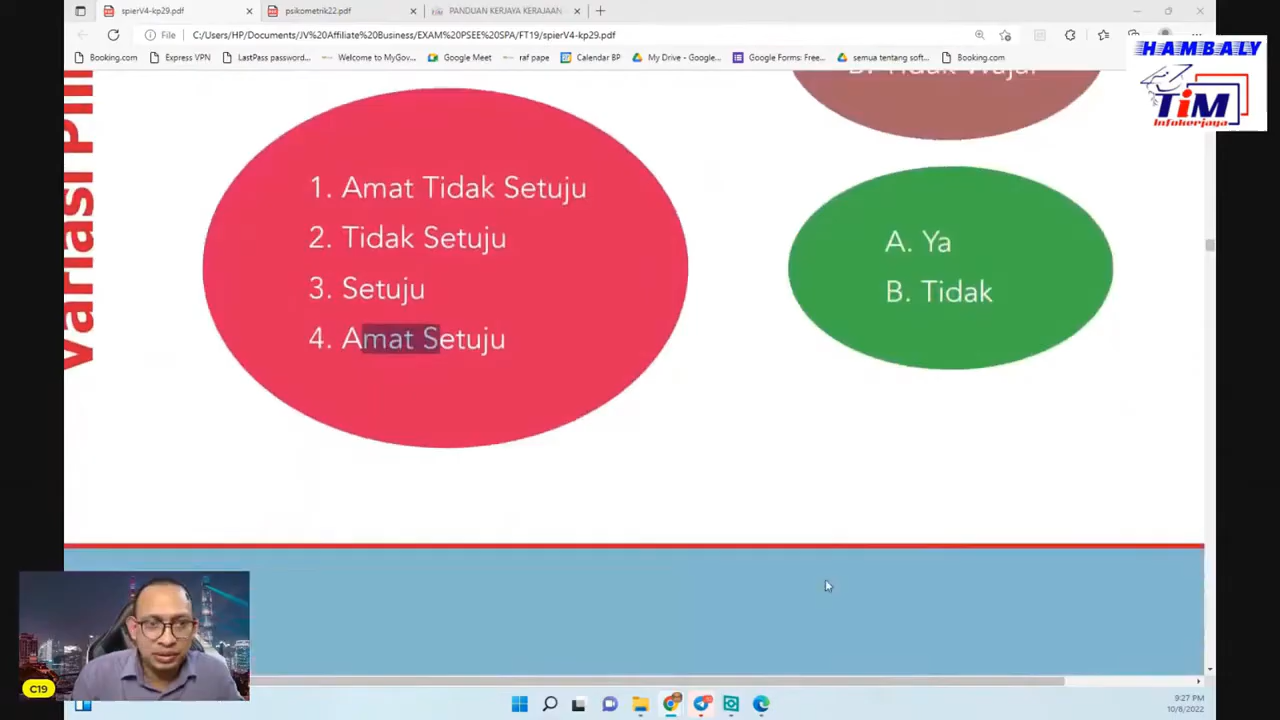 spierV4-kp29.pdf
psikometrik22.pdf
PANDUAN KERJAYA KERAJAAN
File
C:/Users/HP/Documents/JV%20Affiliate%20Business/EXAM%20PSEE%20SPA/FT19/spierV4-kp29.pdf
Booking.com
Express VPN
LastPass password...
Welcome to MyGov...
Google Meet
raf pape
Calendar BP
My Drive - Google...
Google Forms: Free...
semua tentang soft...
Booking.com
HAMBALY
TiM
Infokerjaya
B. Tidak Wajar
1. Amat Tidak Setuju
2. Tidak Setuju
3. Setuju
4. Amat Setuju
A. Ya
B. Tidak
C19
9:27 PM
10/8/2022